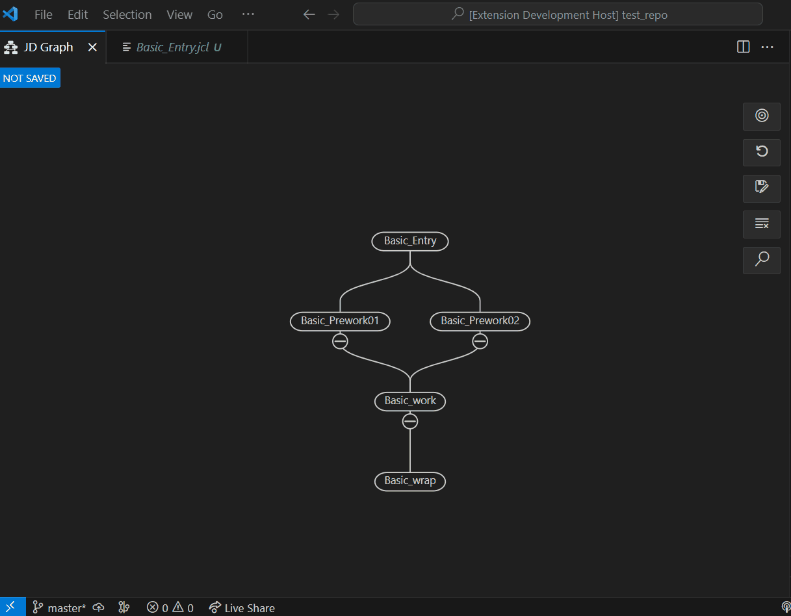 File Edit Selection View Go ···
[Extension Development Host] test_repo
JD Graph
Basic_Entry.jcl U
NOT SAVED
Basic_Entry
Basic_Prework01 Basic_Prework02
Basic_work
Basic_wrap
master* 0 0 Live Share